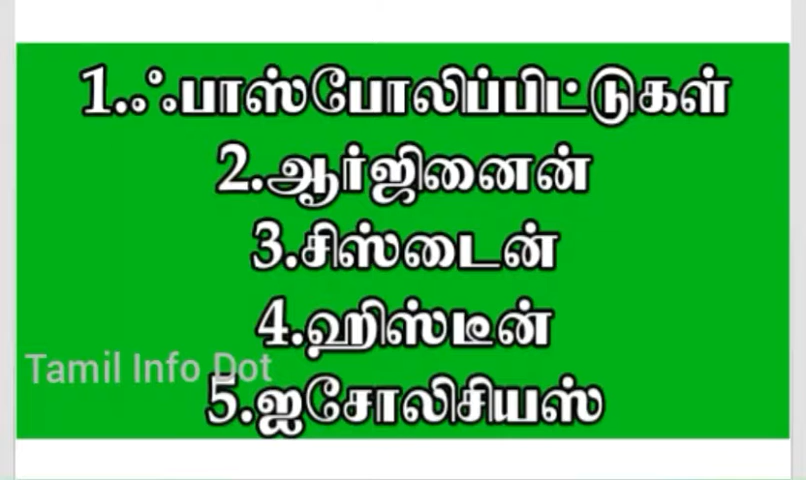 1.ஃபாஸ்போலிப்பிட்டுகள்
2.ஆர்ஜினைன்
3.சிஸ்டைன்
4.ஹிஸ்டீன்
Tamil Info Dot
5.ஐசோலிசியஸ்